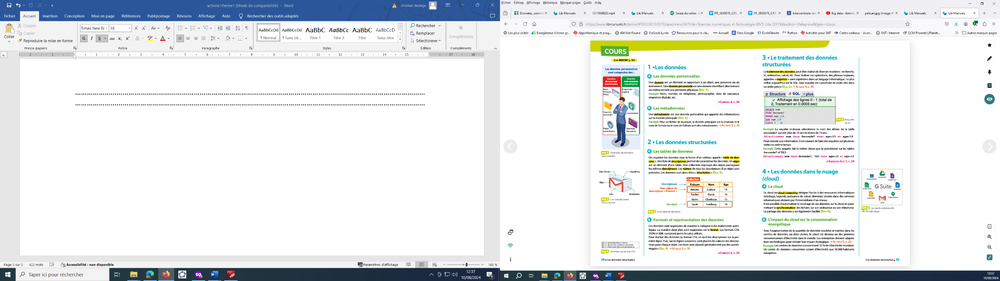 activite1theme1 [Mode de compatibilité] - Word
christian desiage
Fichier Accueil Insertion Conception Mise en page Références Publipostage Révision Affichage Aide Rechercher des outils adaptés
Coller
Couper
Copier
Reproduire la mise en forme
Presse-papiers
Times New R 18
G I S abc
Police
Paragraphe
AaBbCcDd AaBbCcDd AaBbC AaBbCc AaBbC AaBbCcD
¶ Normal ¶ Sans int... Titre 1 Titre 2 Titre Sous-titre
Styles
Rechercher
Remplacer
Sélectionner
Édition
Compléments
Compléments
Page 5 sur 5 422 mots Accessibilité : non disponible Paramètres d'affichage 180 %
Taper ici pour rechercher
12:37
10/08/2024
Fichier Édition Affichage Historique Marque-pages Outils Aide
Données, comme Lib Manuels 1317968828.mp4 Lib Manuels Saisie du cahier d FR_3930076_CRS_ FR_3930076_CRS_ Interventions réa Big data : donné pelican.jpg (Image JP Lib Manuels Lib Manuels
https://www.libmanuels.fr/demo/9782206103570/specimen/24/?title=Sciences numériques et Technologie (SNT) 2de (2019)&editor=Delagrave&type=classic
Les plus visités Enregistreur d'écran gr... Algorithmique et prog... 404 Not Found ViaScola Lycée Ressources pour la cla... Accueil Sites Google EcoleDirecte Python Activités pour SNT Cartes cadeaux - Avan... SNT : Internet QCM Pronote | Planèt... Autres marque-pages
COURS
Voir DICO SNT p. 185
Les données personnelles
sont composées des :
Données
directement
indentifiantes
Données
indirectement
indentifiantes
Nom
Prénom
Photo
Empreinte
digitale
Courriel
nominatif
Localisation
Vidéo
surveillance
Données
bancaires
DOC 1 Exemples de données
personnelles
Date d'envoi
Expéditeur
Objet
Lieu
Destinataire
DOC 2 Les métadonnées
d'un courriel
1 prenom;nom;classe
2 Antoine;Ledoux;seconde
3 Pauline;Darcis;premiere
DOC 4 Données au format CSV
24 Les données structurées
1 • Les données
A Les données personnelles
Une donnée est un élément se rapportant à un objet, une personne ou un
événement. Une donnée personnelle est une donnée identifiant directement
ou indirectement une personne physique (Doc 1).
Exemple Nom, numéro de téléphone, photographie, date de naissance,
empreinte digitale, etc.
→ EXERCICE 4, P. 28
B Les métadonnées
Une métadonnée est une donnée particulière qui apporte des informations
sur la donnée principale (Doc 2).
Exemple Pour un fichier de musique, la donnée principale est la chanson et le
nom de l'artiste ou le nom de l'album sont des métadonnées. → ACTIVITÉ 2, P. 16
2 • Les données structurées
A Les tables de données
On organise les données sous la forme d'un tableau appelé « table de don-
nées ». Une liste de descripteurs permet de caractériser les données. Un objet
est un élément d'une table. Une collection regroupe des objets partageant
les mêmes descripteurs. Les valeurs de tous les descripteurs d'un objet sont
précisées. Les données sont alors dites « structurées » (Doc 3).
Collection
Descripteurs Prénom Nom Âge
Une valeur du
descripteur « Prénom »
Antoine Ledoux 15
Pauline Darcis 16
Karim Chanhoun 15
Un objet Sarah Goldberg 14
DOC 3 Une table de données
B Formats et représentation des données
Les données sont organisées de manière à s'adapter à des traitements spéci-
fiques. La manière dont elles sont organisées est le format. Les formats CSV,
JSON et XML comptent parmi les plus utilisés.
Pour stocker des données au format CSV, on écrit les descripteurs sur la pre-
mière ligne. Puis, sur les lignes suivantes, sont placées les valeurs des descrip-
teurs pour chaque objet. Les mots sont séparés généralement par des points-
virgules (Doc 4). → ACTIVITÉ 3, P. 18
→ EXERCICE 5, P. 29
3 • Le traitement des données
structurées
Le traitement des données peut être réalisé de diverses manières : recherche,
tri, estimation, calcul, etc. Pour réaliser ces opérations, des phrases logiques,
appelées « requêtes » sont exprimées dans un langage informatique. Le plus
utilisé aujourd'hui est le SQL. Une requête est constituée de mots-clés dans
un ordre précis (Doc 5). → ACTIVITÉ 4, P. 20
Structure SQL plus
Affichage des lignes 0 - 1 (total de
2, Traitement en 0.0003 sec)
SELECT nom
FROM Seconde7
WHERE age >15
AND age <19
LIMIT 0 , 30
DOC 5 Requête
de tri
Exemple La requête ci-dessus sélectionne le nom des élèves de la table
Seconde7 qui ont plus de 15 ans et moins de 19 ans.
Sélectionner nom dans Seconde7 avec age>15 et age<19
Pour obtenir une information, il est courant de faire des requêtes sur plusieurs
tables en même temps.
Exemple Cette requête fait la même chose que la précédente sur les tables
Seconde7 et TS3.
Sélectionner nom dans Seconde7, TS3 avec age>15 et age<19
→ EXERCICES 6 ET 7, P. 29
4 • Les données dans le nuage
(cloud)
A Le cloud
Le cloud ou cloud computing désigne l'accès à des ressources informatiques
(stockage, logiciels, puissance de calcul, données) situées dans des serveurs
informatiques distants par l'intermédiaire d'un réseau.
Il est possible d'automatiser le stockage de ses données sur le cloud en para-
métrant la synchronisation des fichiers sur son ordinateur ou son téléphone.
Le partage des données y est également facilité (Doc 6).
B L'impact du cloud sur la consommation
énergétique
Avec l'augmentation de la quantité de données stockées et traitées dans les
centres de données, ou data centers, le cloud est devenu un des premiers
consommateurs d'électricité dans le monde. Les entreprises doivent adapter
leurs technologies pour réduire leur impact écologique. → ACTIVITÉ 5, P. 22
Exemple Les centres de données consomment 10 % de l'électricité mondiale.
Un centre de données consomme autant d'électricité que 30 000 habitants
européens.
G Suite
DOC 6 Les outils collaboratifs
de Google cloud
Les données structurées 25
12:37
10/08/2024